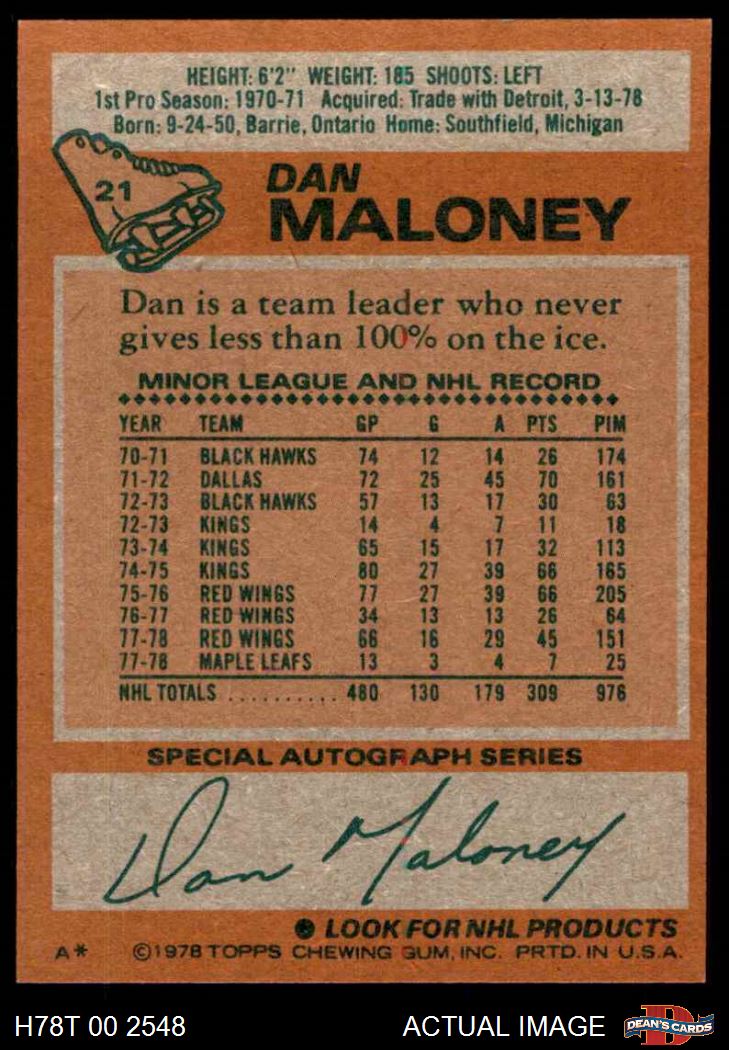 HEIGHT: 6'2" WEIGHT: 185 SHOOTS: LEFT
1st Pro Season: 1970-71 Acquired: Trade with Detroit, 3-13-78
Born: 9-24-50, Barrie, Ontario Home: Southfield, Michigan
21
DAN
MALONEY
Dan is a team leader who never
gives less than 100% on the ice.
MINOR LEAGUE AND NHL RECORD
YEAR TEAM GP G A PTS PIM
70-71 BLACK HAWKS 74 12 14 26 174
71-72 DALLAS 72 25 45 70 161
72-73 BLACK HAWKS 57 13 17 30 63
72-73 KINGS 14 4 7 11 18
73-74 KINGS 65 15 17 32 113
74-75 KINGS 80 27 39 66 165
75-76 RED WINGS 77 27 39 66 205
76-77 RED WINGS 34 13 13 26 64
77-78 RED WINGS 66 16 29 45 151
77-78 MAPLE LEAFS 13 3 4 7 25
NHL TOTALS .......... 480 130 179 309 976
SPECIAL AUTOGRAPH SERIES
Dan Maloney
LOOK FOR NHL PRODUCTS
A* ©1978 TOPPS CHEWING GUM, INC. PRTD. IN U.S.A.
H78T 00 2548 ACTUAL IMAGE D DEAN'S CARDS